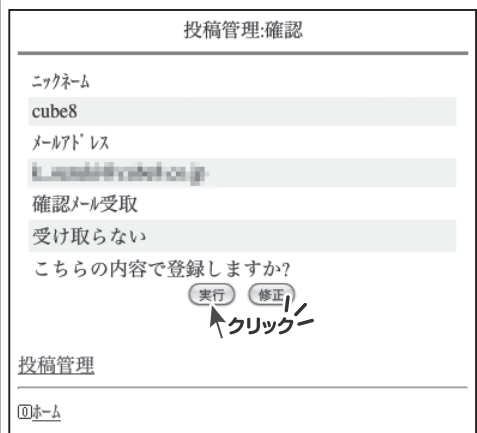 投稿管理:確認
ﾆｯｸﾈｰﾑ
cube8
ﾒｰﾙｱﾄﾞﾚｽ
確認ﾒｰﾙ受取
受け取らない
こちらの内容で登録しますか?
実行 修正
クリック
投稿管理
0ﾎｰﾑ